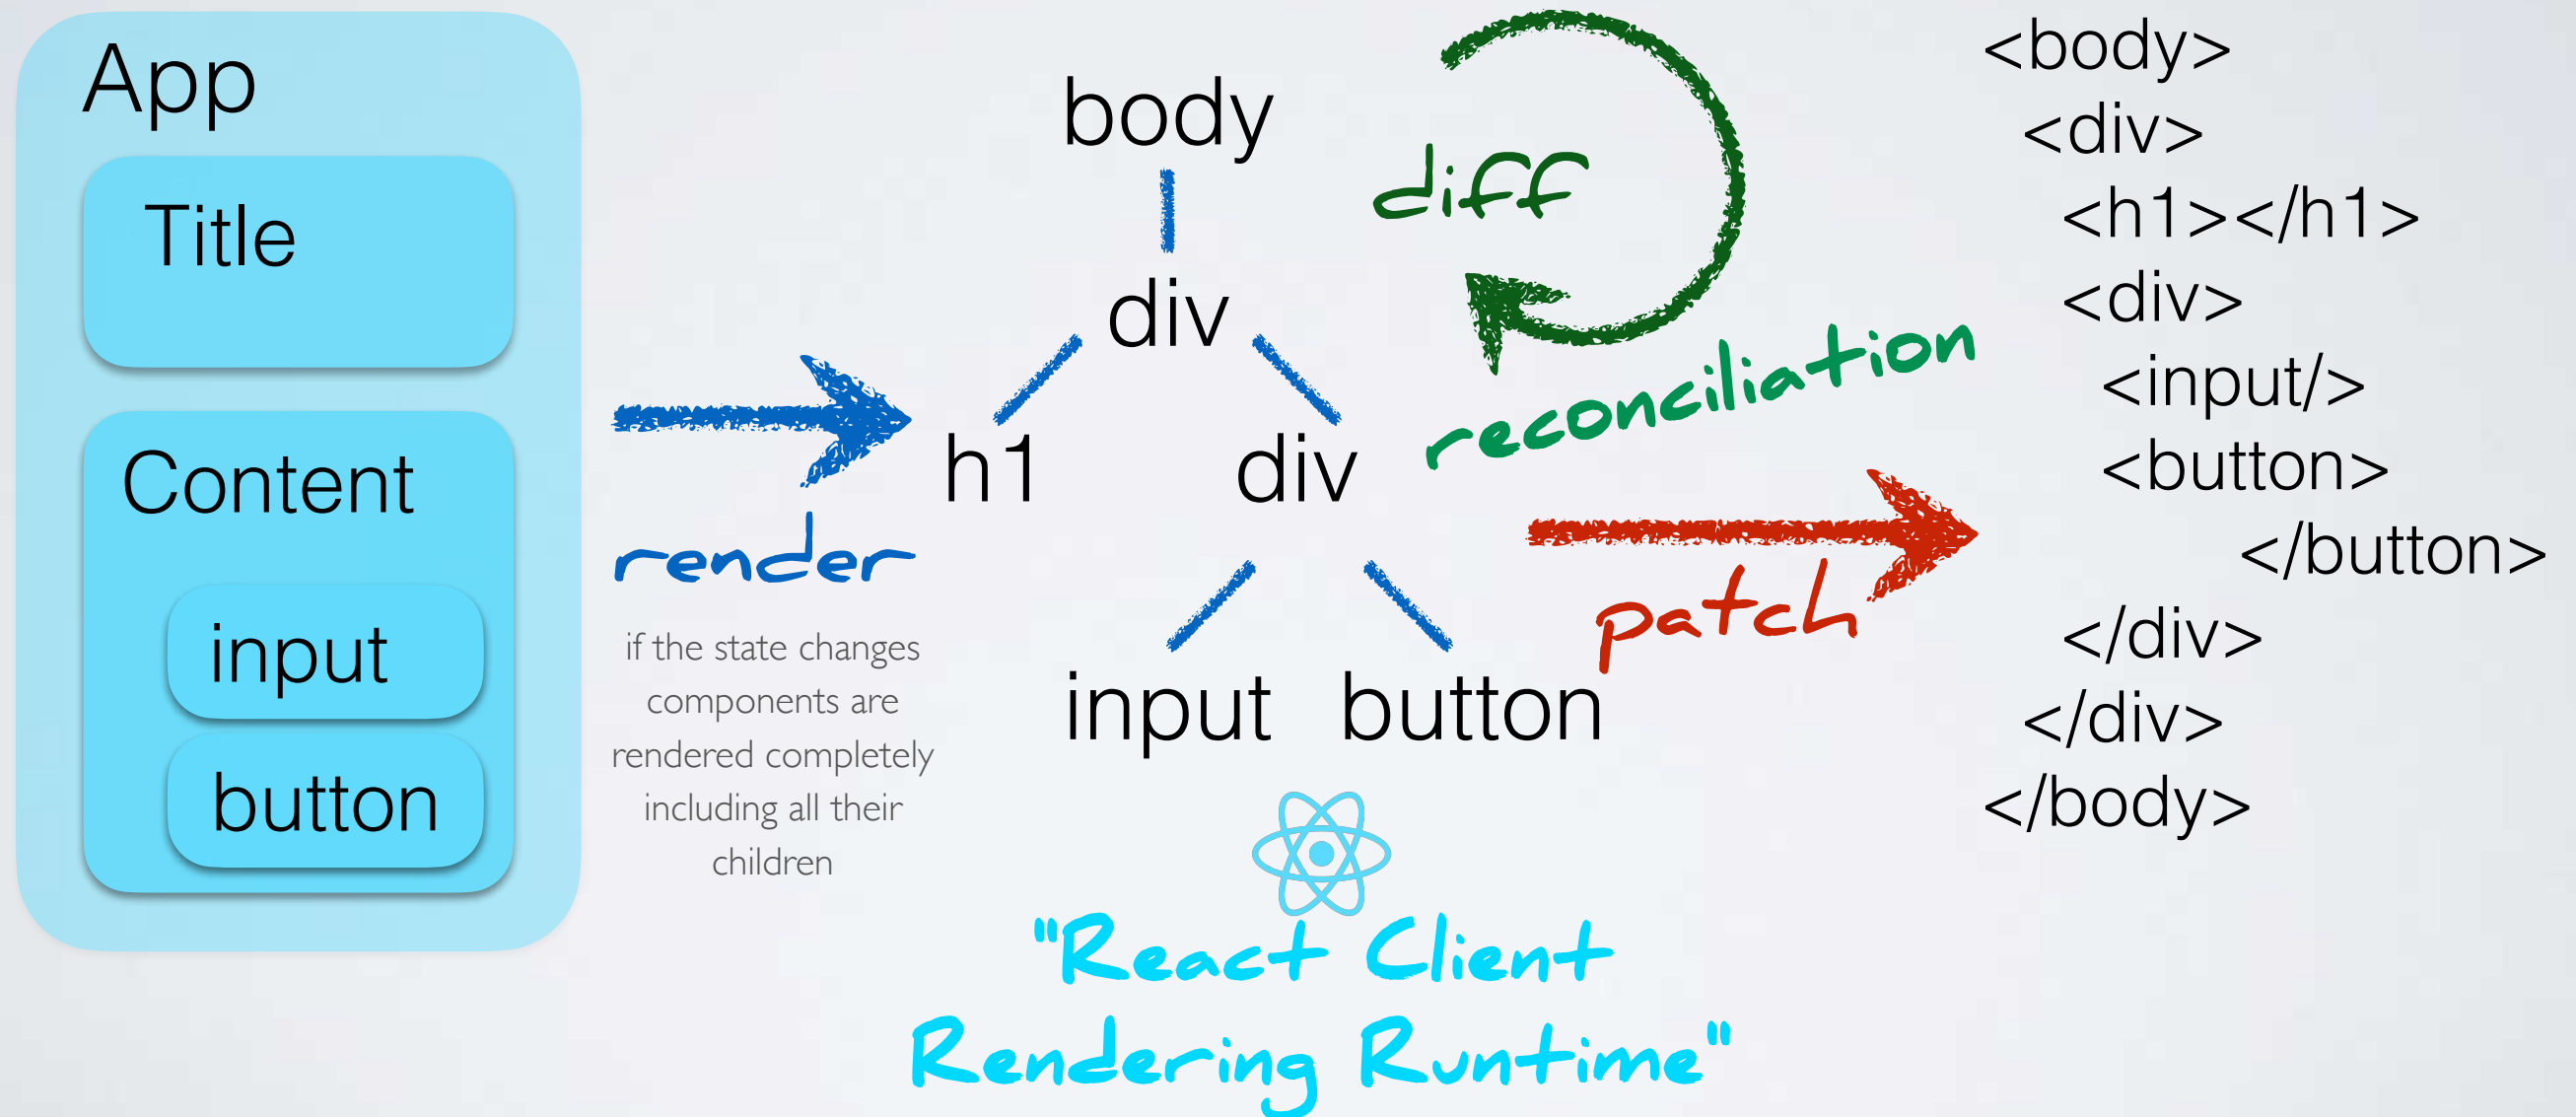 App
Title
Content
input
button
render
if the state changes
components are
rendered completely
including all their
children
body
div
h1 div
input button
diff
reconciliation
patch
"React Client
Rendering Runtime"
<body>
<div>
<h1></h1>
<div>
<input/>
<button>
</button>
</div>
</div>
</body>